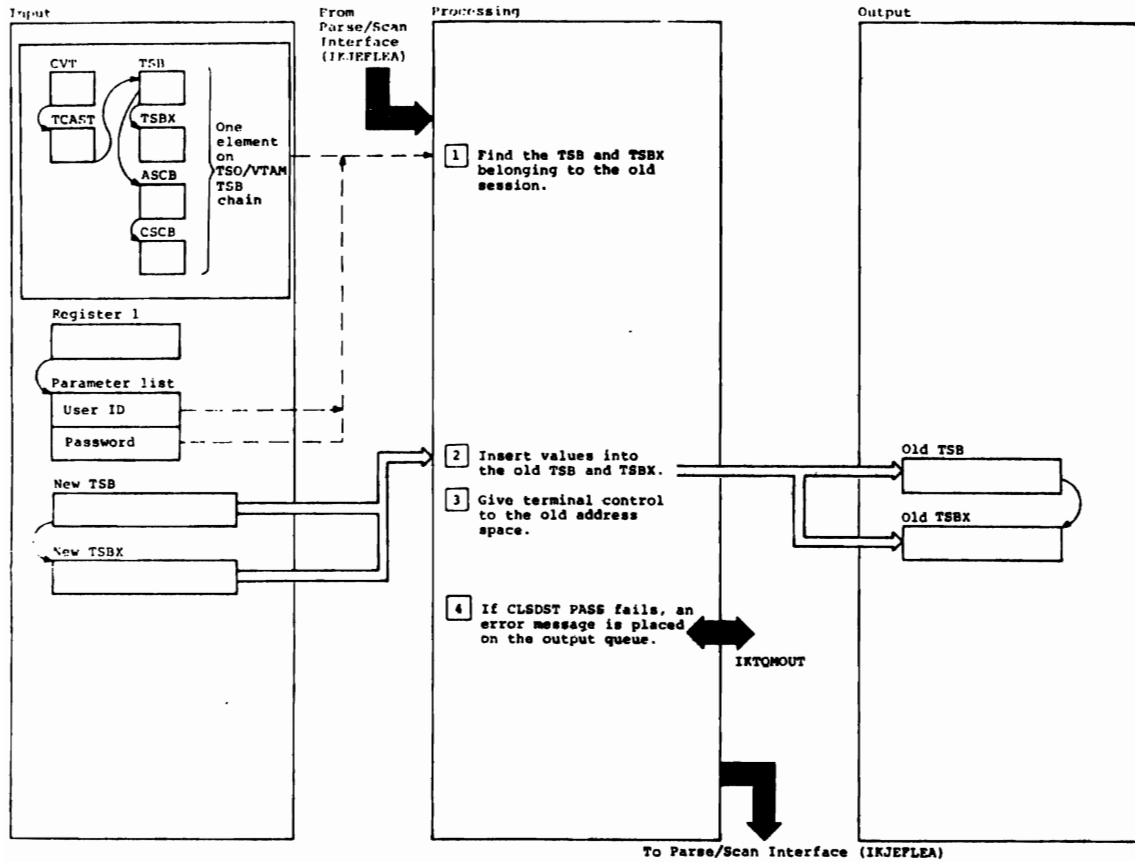 Input
From
Parse/Scan
Interface
(IKJEFLEA)
Processing
Output
CVT
TSB
TCAST
TSBX
ASCB
CSCB
One
element
on
TSO/VTAM
TSB
chain
1 Find the TSB and TSBX
belonging to the old
session.
Register 1
Parameter list
User ID
Password
New TSB
New TSBX
2 Insert values into
the old TSB and TSBX.
3 Give terminal control
to the old address
space.
Old TSB
Old TSBX
4 If CLSDST PASS fails, an
error message is placed
on the output queue.
IKTQMOUT
To Parse/Scan Interface (IKJEFLEA)